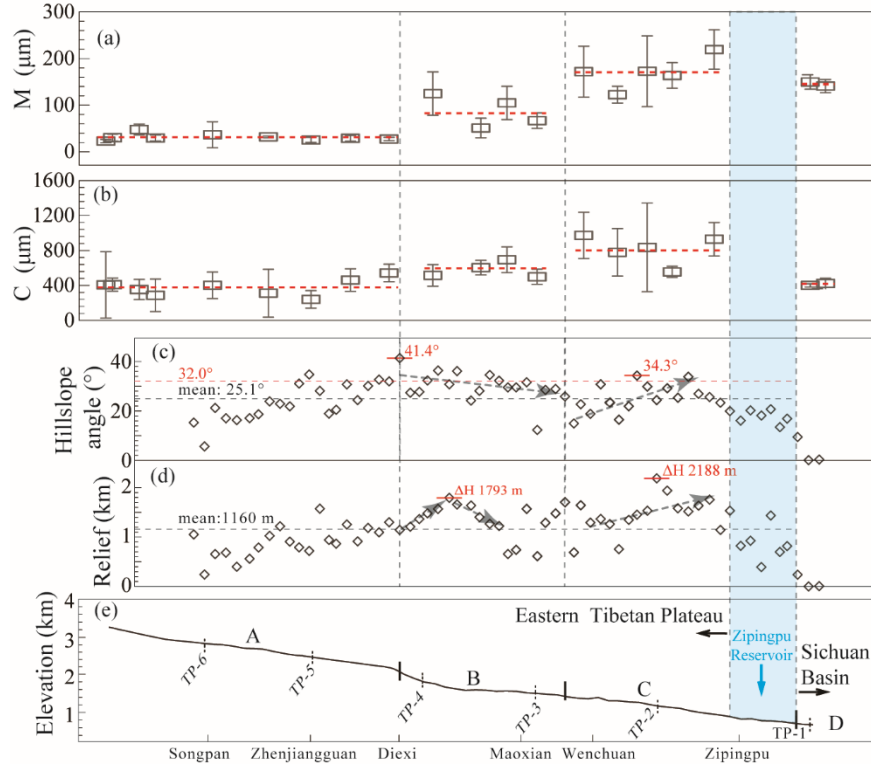 300
(a)
200
M (μm)
100
0
1600
(b)
1200
C (μm)
800
400
0
(c)
41.4°
40
32.0°
34.3°
mean: 25.1°
Hillslope
angle (°)
20
0
(d)
2
ΔH 1793 m
ΔH 2188 m
Relief (km)
mean:1160 m
1
0
4
(e)
Eastern Tibetan Plateau
Elevation (km)
3
A
Zipingpu
Reservoir
Sichuan
Basin
2
B
C
1
D
TP-6
TP-5
TP-4
TP-3
TP-2
TP-1
Songpan
Zhenjiangguan
Diexi
Maoxian
Wenchuan
Zipingpu